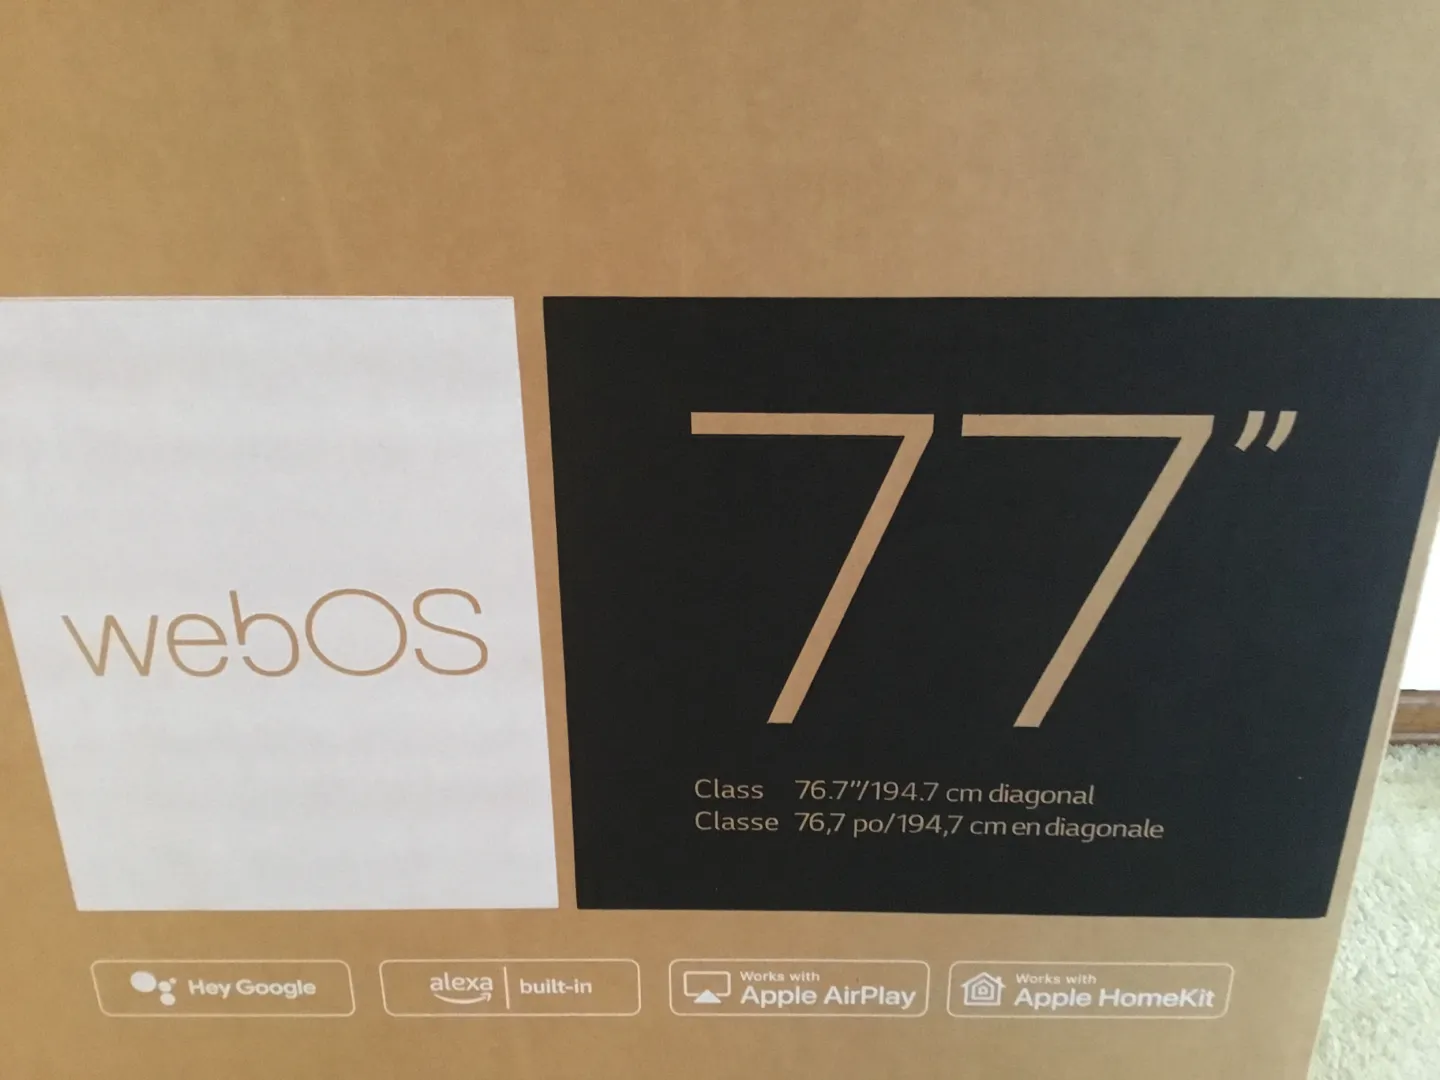 webOS
77”
Class 76.7”/194.7 cm diagonal
Classe 76,7 po/194,7 cm en diagonale
Hey Google
alexa built-in
Works with
Apple AirPlay
Works with
Apple HomeKit